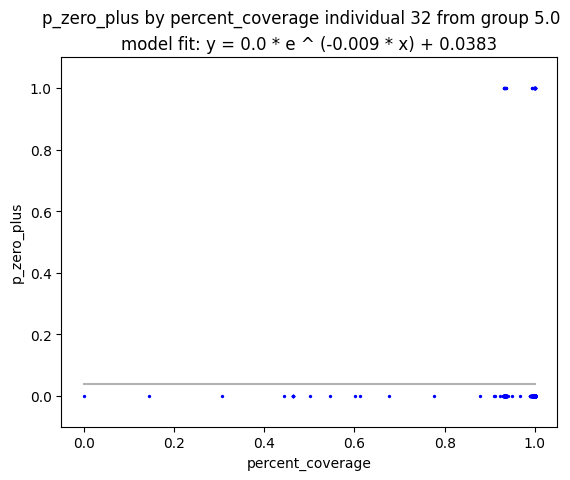 p_zero_plus by percent_coverage individual 32 from group 5.0
model fit: y = 0.0 * e ^ (-0.009 * x) + 0.0383
1.0
0.8
0.6
0.4
0.2
0.0
p_zero_plus
0.0 0.2 0.4 0.6 0.8 1.0
percent_coverage